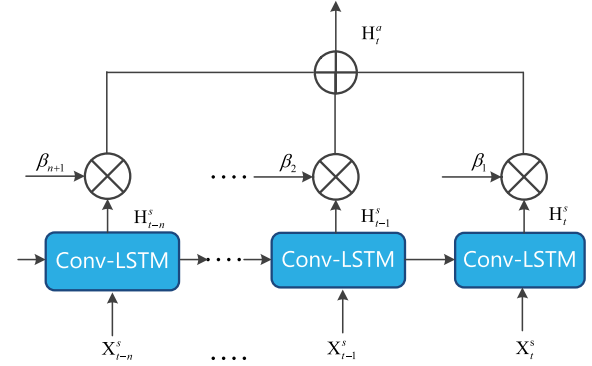 H_t^a
β_{n+1} .... β_2 β_1
H_{t-n}^s H_{t-1}^s H_t^s
Conv-LSTM .... Conv-LSTM Conv-LSTM
X_{t-n}^s .... X_{t-1}^s X_t^s